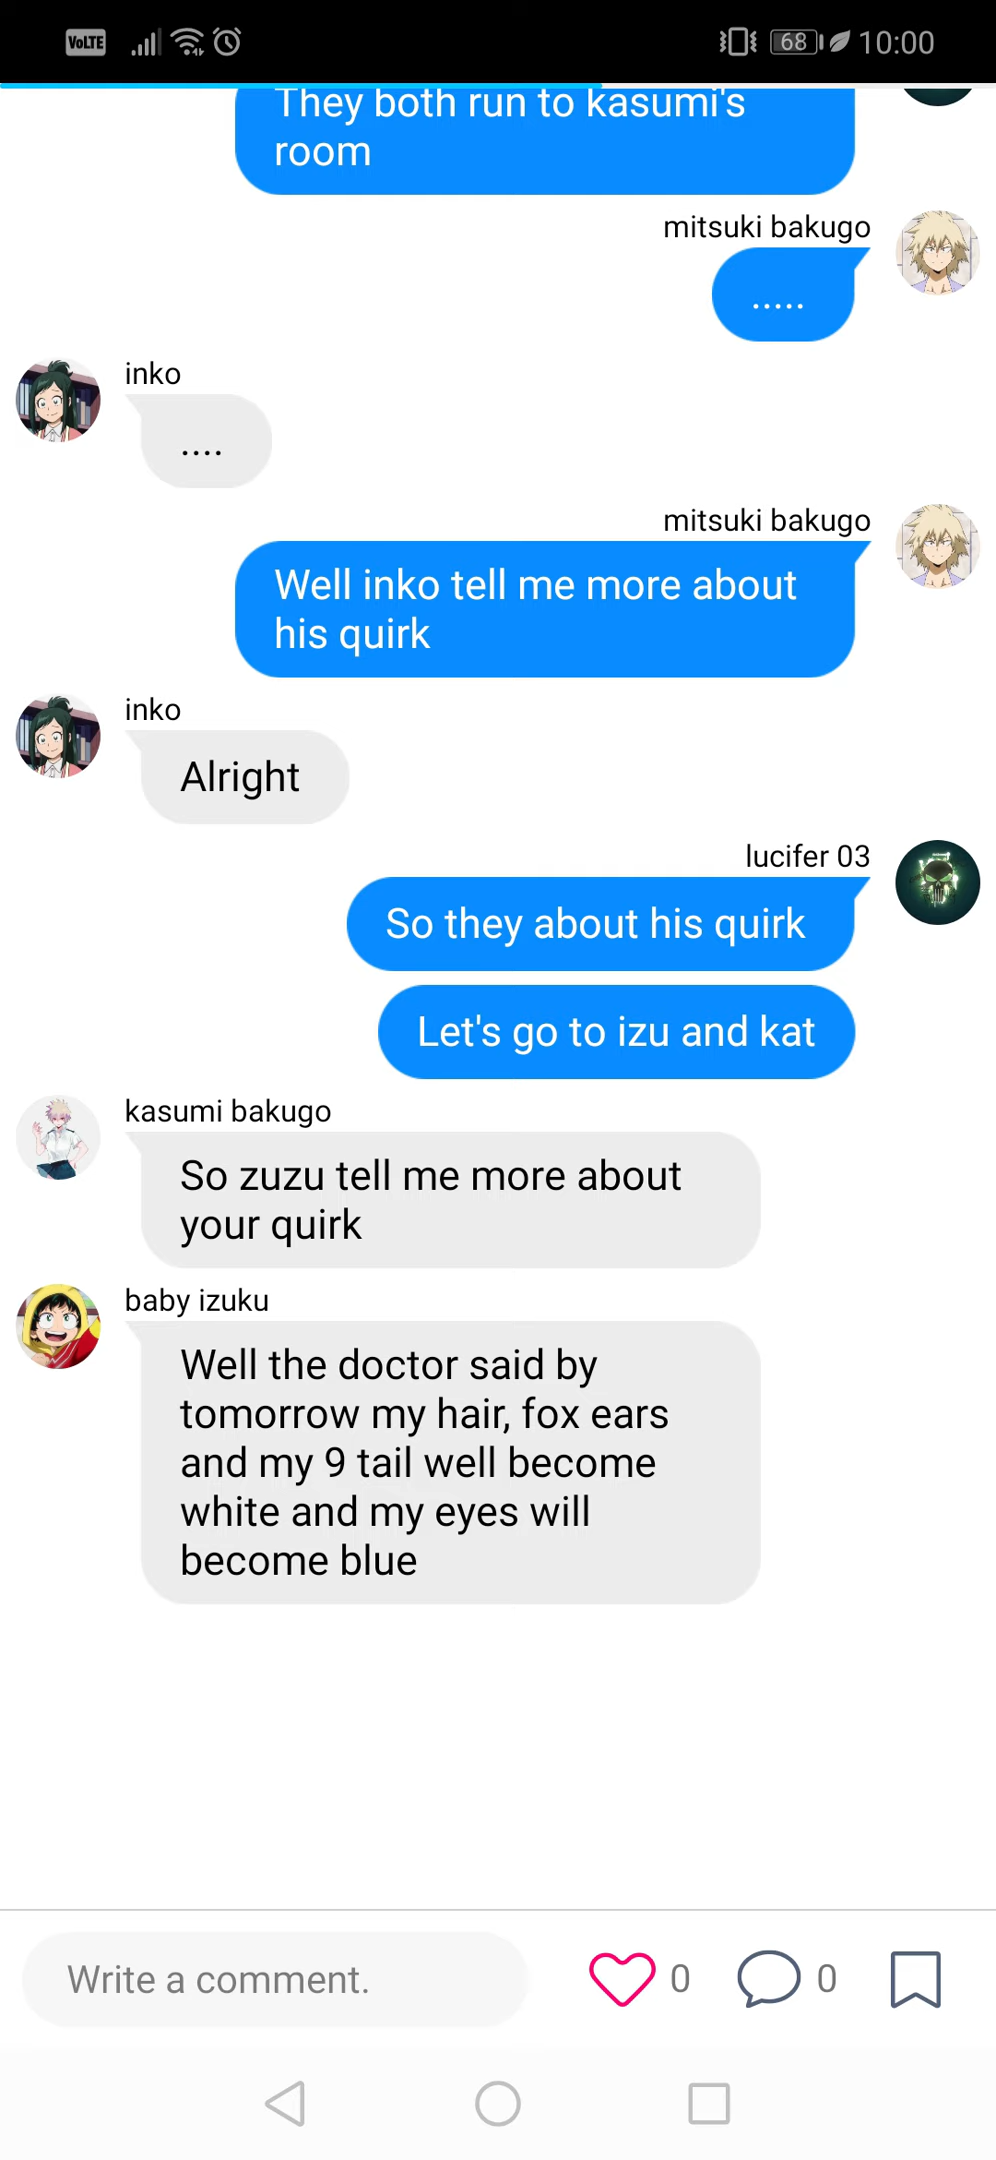 VoLTE 68 10:00
They both run to kasumi's
room
mitsuki bakugo
.....
inko
....
mitsuki bakugo
Well inko tell me more about
his quirk
inko
Alright
lucifer 03
So they about his quirk
Let's go to izu and kat
kasumi bakugo
So zuzu tell me more about
your quirk
baby izuku
Well the doctor said by
tomorrow my hair, fox ears
and my 9 tail well become
white and my eyes will
become blue
Write a comment. 0 0